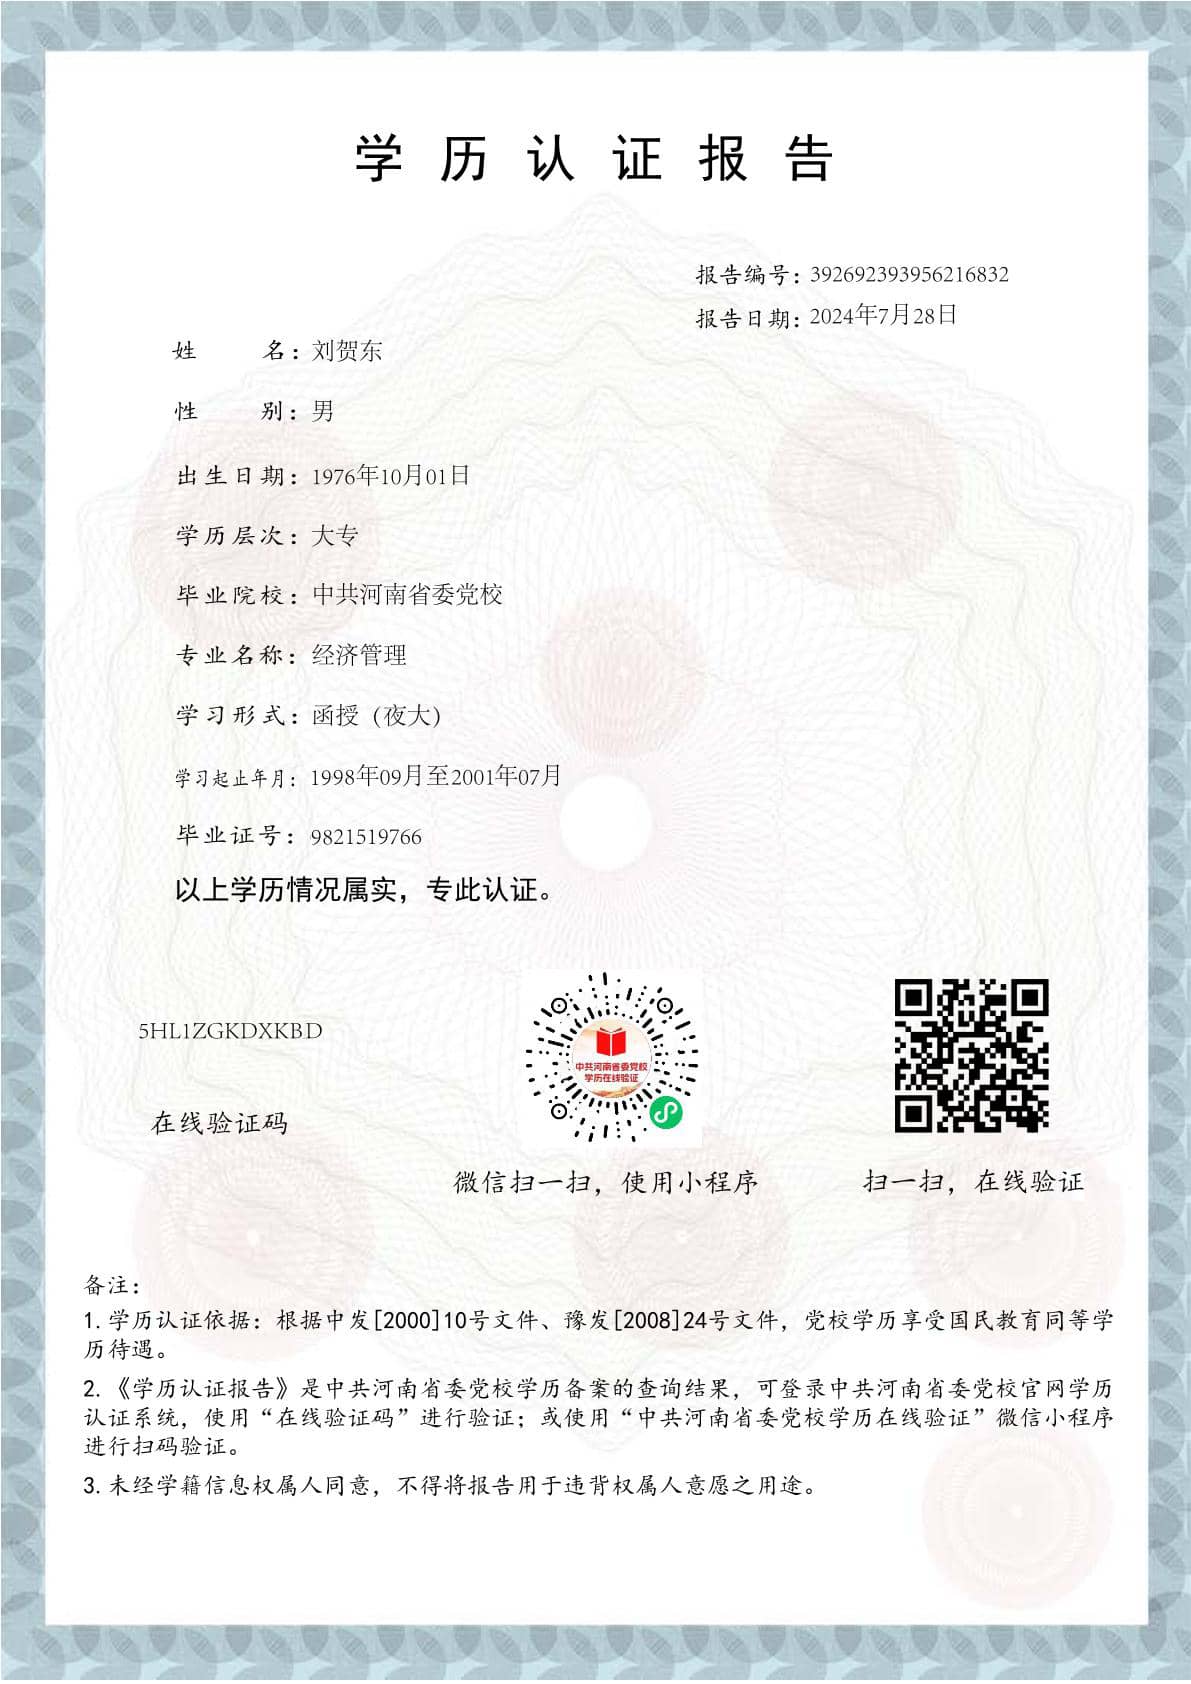 学历认证报告
报告编号：392692393956216832
报告日期：2024年7月28日
姓名：刘贺东
性别：男
出生日期：1976年10月01日
学历层次：大专
毕业院校：中共河南省委党校
专业名称：经济管理
学习形式：函授（夜大）
学习起止年月：1998年09月至2001年07月
毕业证号：9821519766
以上学历情况属实，专此认证。
5HL1ZGKDXKBD
中共河南省委党校
学历在线验证
在线验证码
微信扫一扫，使用小程序
扫一扫，在线验证
备注：
1.学历认证依据：根据中发[2000]10号文件、豫发[2008]24号文件，党校学历享受国民教育同等学
历待遇。
2.《学历认证报告》是中共河南省委党校学历备案的查询结果，可登录中共河南省委党校官网学历
认证系统，使用“在线验证码”进行验证；或使用“中共河南省委党校学历在线验证”微信小程序
进行扫码验证。
3.未经学籍信息权属人同意，不得将报告用于违背权属人意愿之用途。